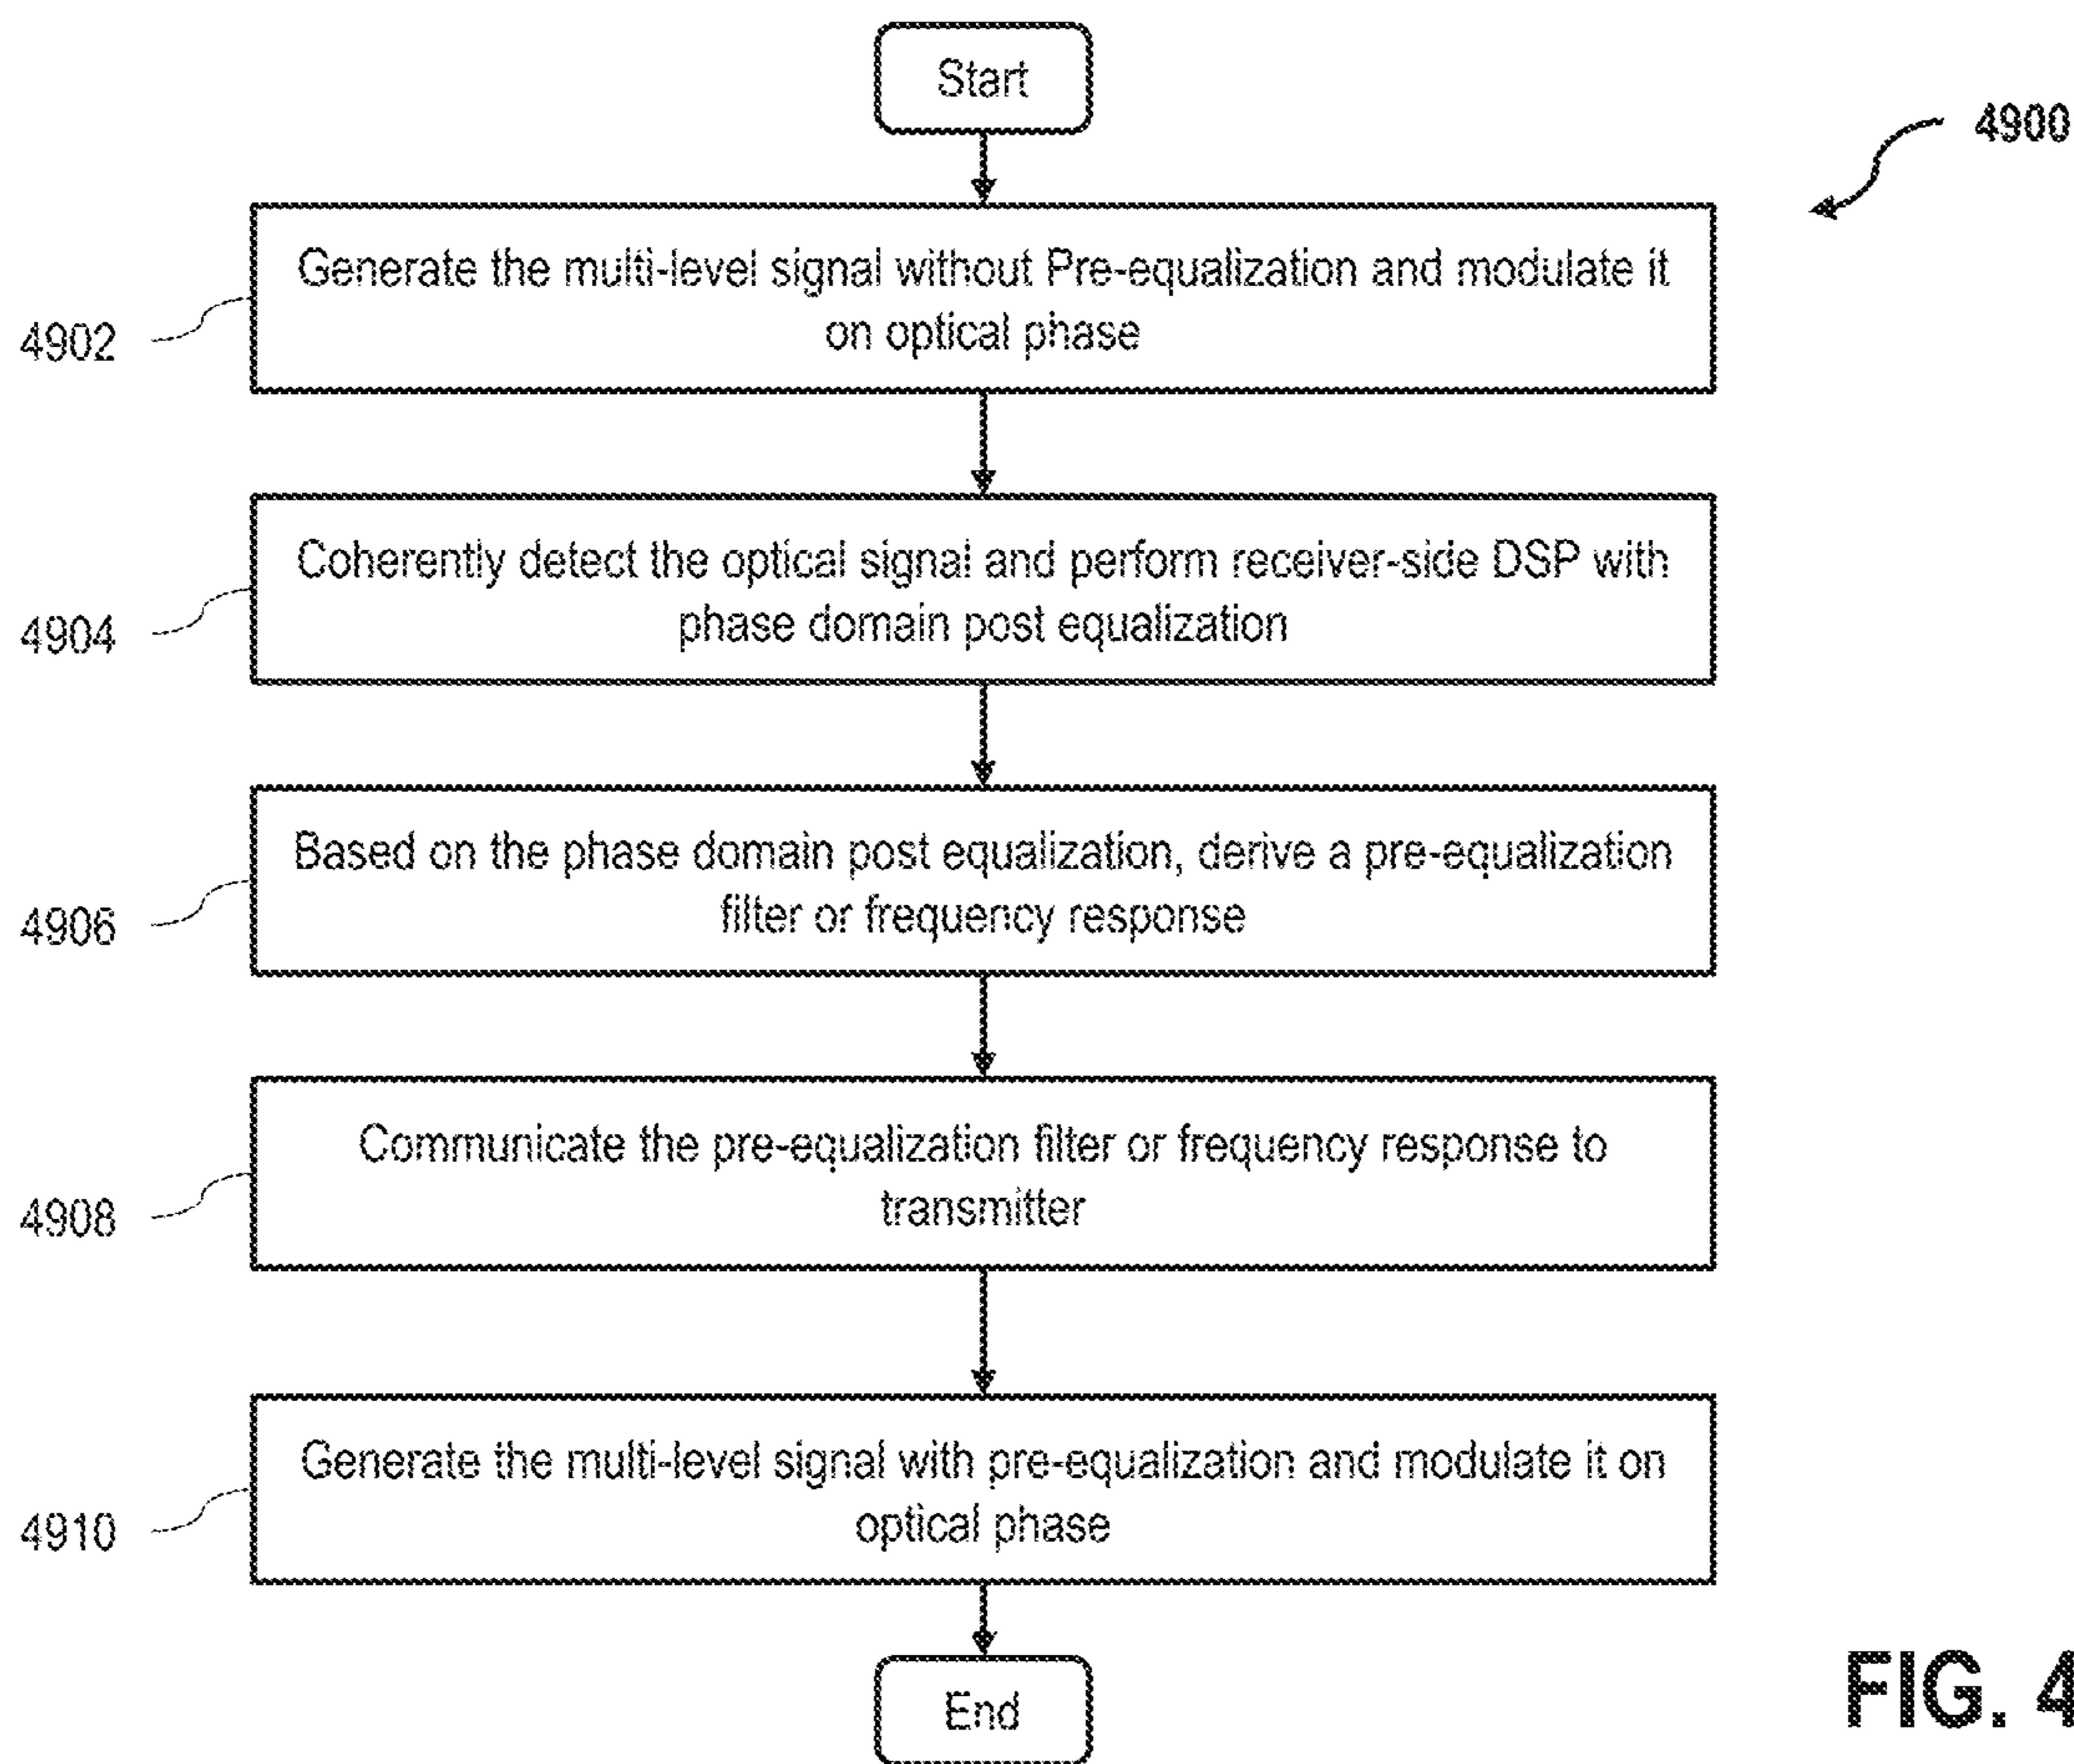 Start
4900
Generate the multi-level signal without Pre-equalization and modulate it
on optical phase
4902
Coherently detect the optical signal and perform receiver-side DSP with
phase domain post equalization
4904
Based on the phase domain post equalization, derive a pre-equalization
filter or frequency response
4906
Communicate the pre-equalization filter or frequency response to
transmitter
4908
Generate the multi-level signal with pre-equalization and modulate it on
optical phase
4910
End
FIG. 4